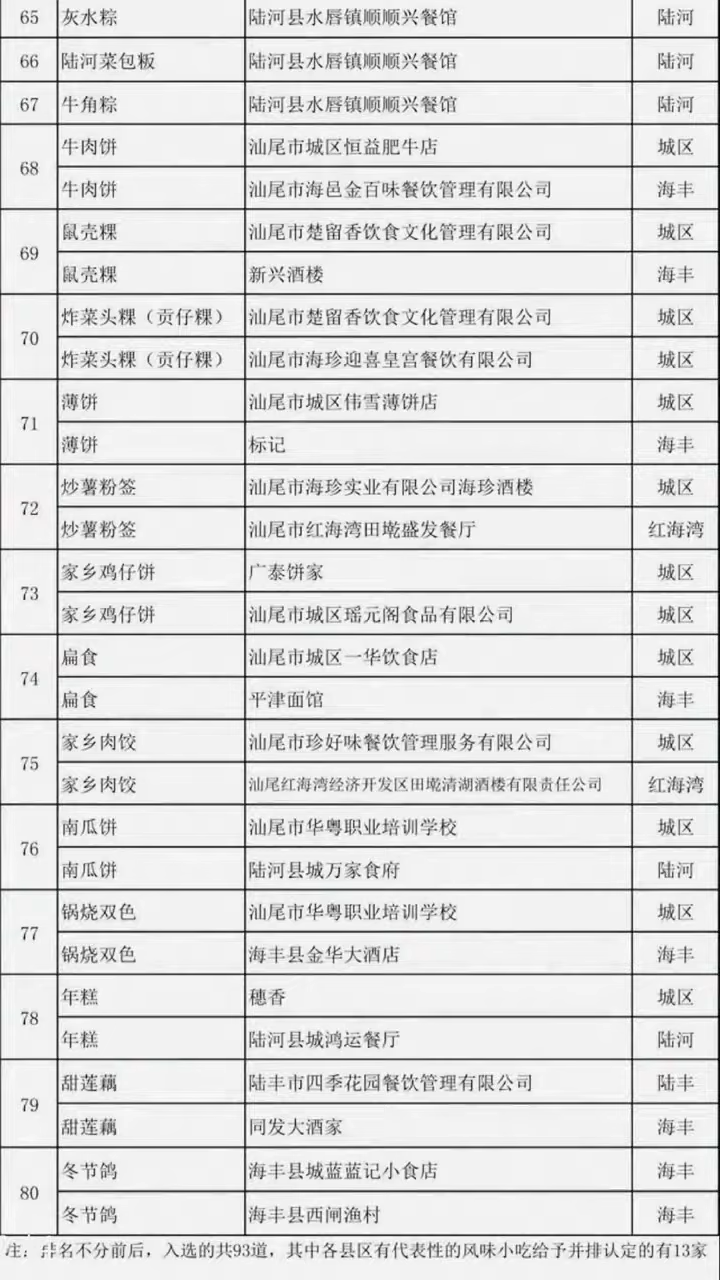 65 灰水粽 陆河县水唇镇顺顺兴餐馆 陆河
66 陆河菜包粄 陆河县水唇镇顺顺兴餐馆 陆河
67 牛角粽 陆河县水唇镇顺顺兴餐馆 陆河
68 牛肉饼 汕尾市城区恒益肥牛店 城区
牛肉饼 汕尾市海邑金百味餐饮管理有限公司 海丰
69 鼠壳粿 汕尾市楚留香饮食文化管理有限公司 城区
鼠壳粿 新兴酒楼 海丰
70 炸菜头粿（贡仔粿） 汕尾市楚留香饮食文化管理有限公司 城区
炸菜头粿（贡仔粿） 汕尾市海珍迎喜皇宫餐饮有限公司 城区
71 薄饼 汕尾市城区伟雪薄饼店 城区
薄饼 标记 海丰
72 炒薯粉签 汕尾市海珍实业有限公司海珍酒楼 城区
炒薯粉签 汕尾市红海湾田墘盛发餐厅 红海湾
73 家乡鸡仔饼 广泰饼家 城区
家乡鸡仔饼 汕尾市城区瑶元阁食品有限公司 城区
74 扁食 汕尾市城区一华饮食店 城区
扁食 平津面馆 海丰
75 家乡肉饺 汕尾市珍好味餐饮管理服务有限公司 城区
家乡肉饺 汕尾红海湾经济开发区田墘清湖酒楼有限责任公司 红海湾
76 南瓜饼 汕尾市华粤职业培训学校 城区
南瓜饼 陆河县城万家食府 陆河
77 锅烧双色 汕尾市华粤职业培训学校 城区
锅烧双色 海丰县金华大酒店 海丰
78 年糕 穗香 城区
年糕 陆河县城鸿运餐厅 陆河
79 甜莲藕 陆丰市四季花园餐饮管理有限公司 陆丰
甜莲藕 同发大酒家 海丰
80 冬节鸽 海丰县城蓝蓝记小食店 海丰
冬节鸽 海丰县西闸渔村 海丰
注：排名不分前后，入选的共93道，其中各县区有代表性的风味小吃给予并排认定的有13家